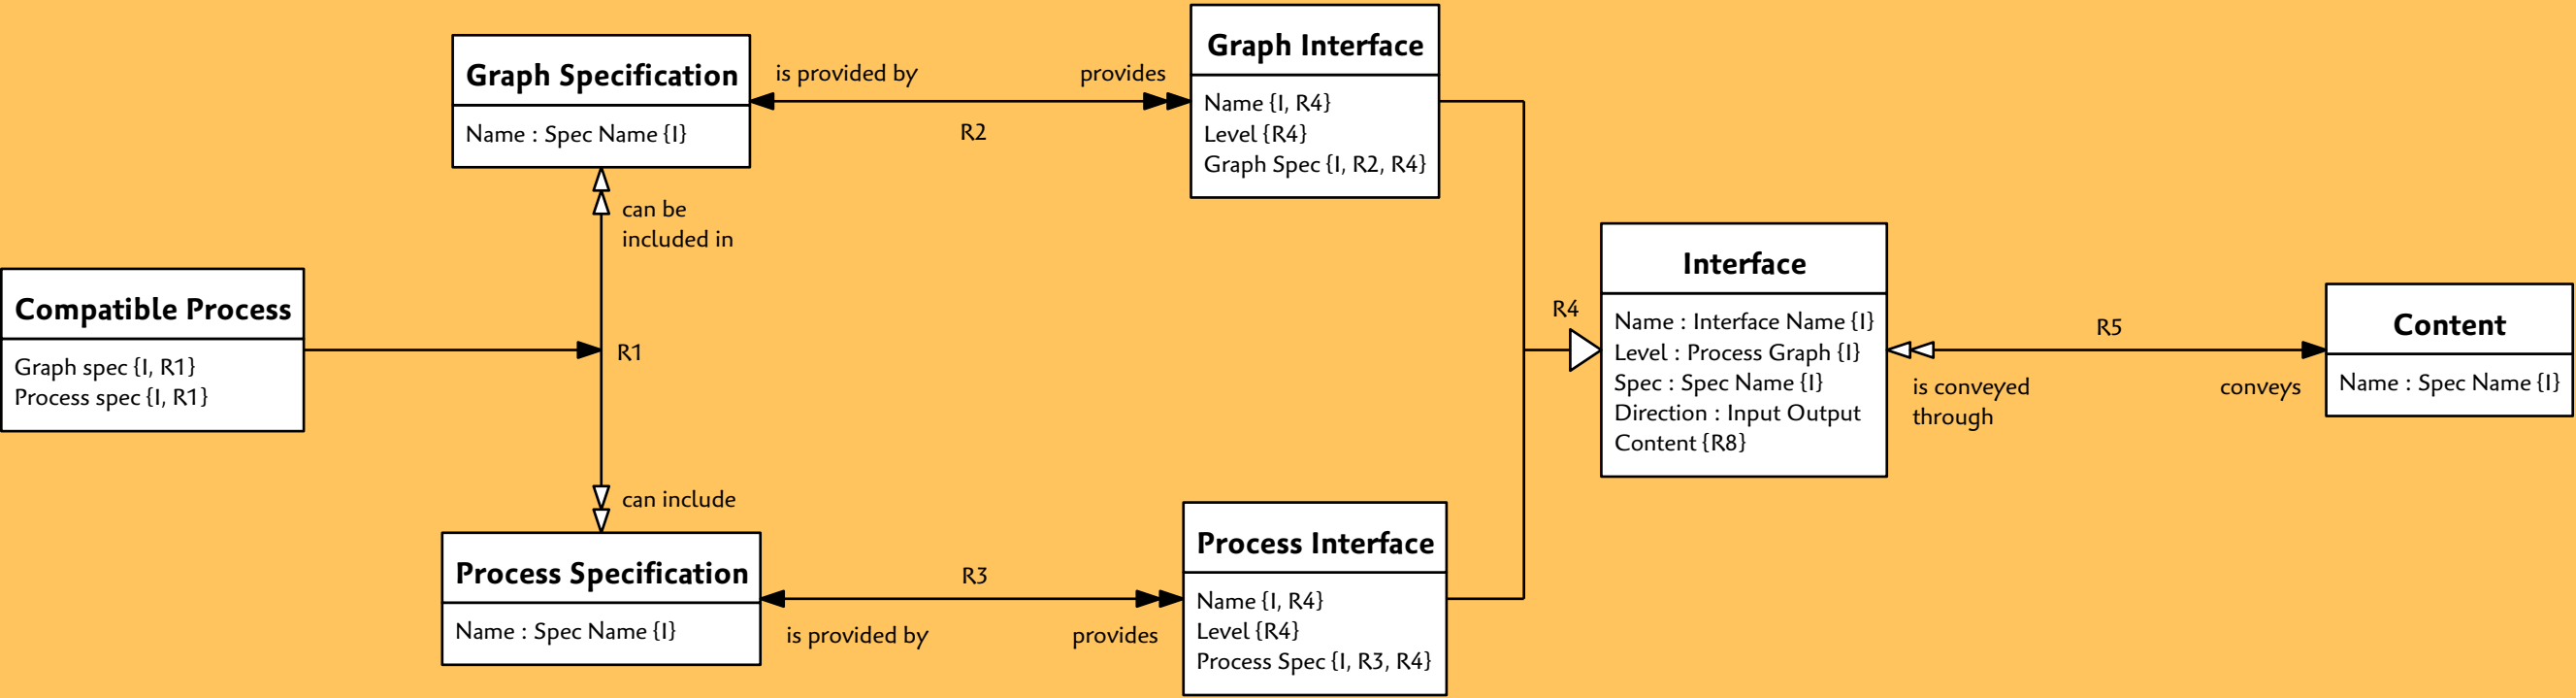 Graph Specification
Name : Spec Name {I}
is provided by
provides
R2
Graph Interface
Name {I, R4}
Level {R4}
Graph Spec {I, R2, R4}
can be
included in
Compatible Process
Graph spec {I, R1}
Process spec {I, R1}
R1
can include
Process Specification
Name : Spec Name {I}
R3
is provided by
provides
Process Interface
Name {I, R4}
Level {R4}
Process Spec {I, R3, R4}
R4
Interface
Name : Interface Name {I}
Level : Process Graph {I}
Spec : Spec Name {I}
Direction : Input Output
Content {R8}
R5
is conveyed
through
conveys
Content
Name : Spec Name {I}